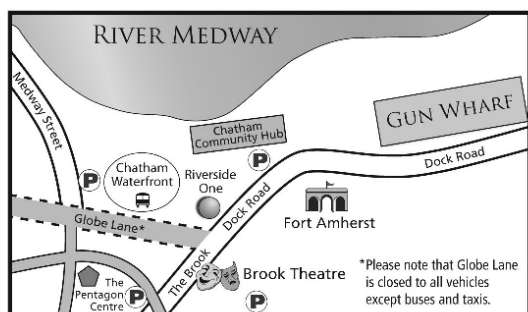 RIVER MEDWAY
Medway Street
GUN WHARF
Chatham
Community Hub
P
P
Chatham
Waterfront
Riverside
One
Dock Road
Dock Road
Fort Amherst
Globe Lane*
The Brook
Brook Theatre
The
Pentagon
Centre
P
P
*Please note that Globe Lane
is closed to all vehicles
except buses and taxis.